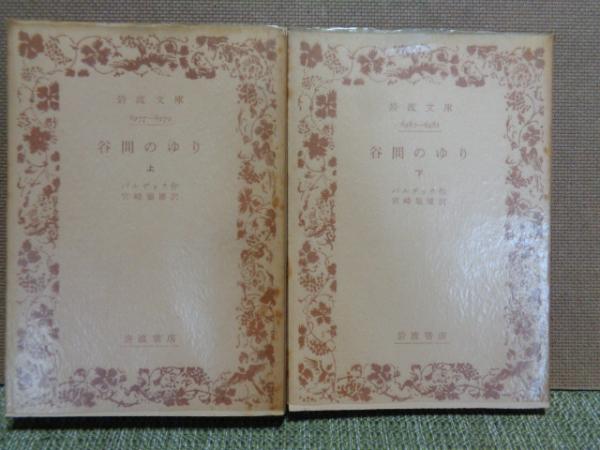 岩波文庫
6977-6979
谷間のゆり
上
バルザック作
宮崎嶺雄訳
岩波書店
岩波文庫
谷間のゆり
下
バルザック作
宮崎嶺雄訳
岩波書店